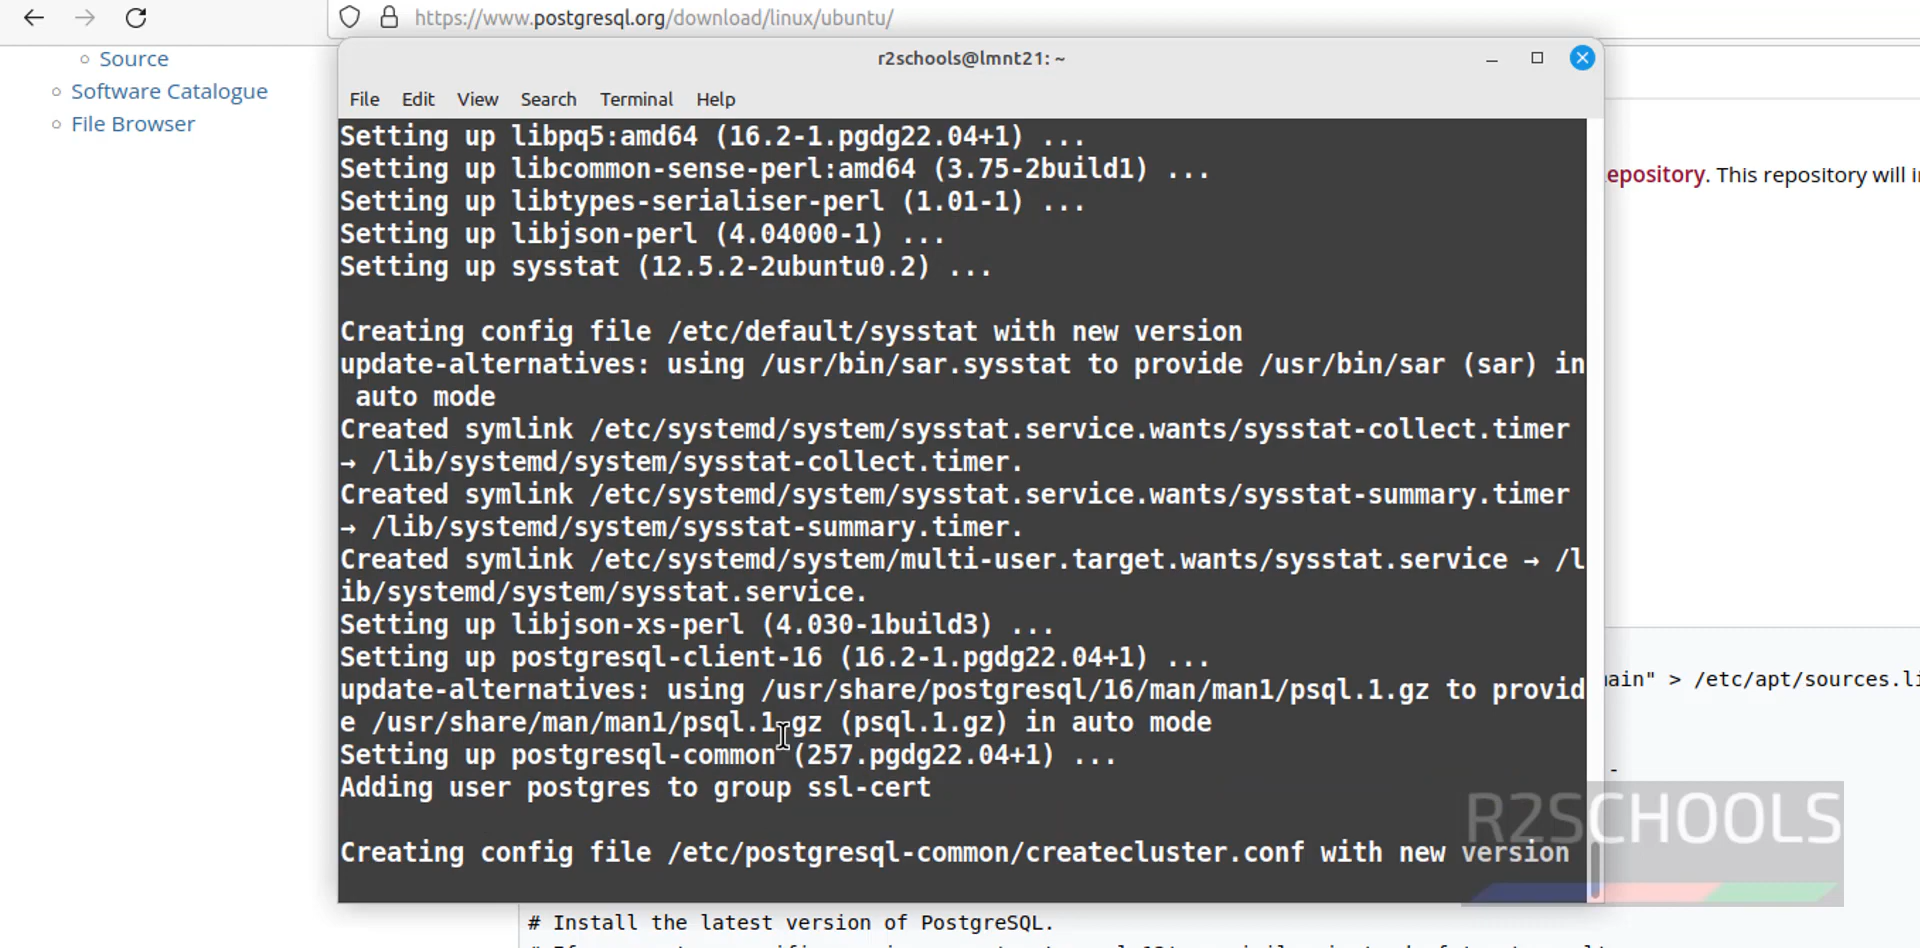 https://www.postgresql.org/download/linux/ubuntu/
Source
Software Catalogue
File Browser
r2schools@lmnt21: ~
File Edit View Search Terminal Help
Setting up libpq5:amd64 (16.2-1.pgdg22.04+1) ...
Setting up libcommon-sense-perl:amd64 (3.75-2build1) ...
Setting up libtypes-serialiser-perl (1.01-1) ...
Setting up libjson-perl (4.04000-1) ...
Setting up sysstat (12.5.2-2ubuntu0.2) ...
Creating config file /etc/default/sysstat with new version
update-alternatives: using /usr/bin/sar.sysstat to provide /usr/bin/sar (sar) in
auto mode
Created symlink /etc/systemd/system/sysstat.service.wants/sysstat-collect.timer
→ /lib/systemd/system/sysstat-collect.timer.
Created symlink /etc/systemd/system/sysstat.service.wants/sysstat-summary.timer
→ /lib/systemd/system/sysstat-summary.timer.
Created symlink /etc/systemd/system/multi-user.target.wants/sysstat.service → /l
ib/systemd/system/sysstat.service.
Setting up libjson-xs-perl (4.030-1build3) ...
Setting up postgresql-client-16 (16.2-1.pgdg22.04+1) ...
update-alternatives: using /usr/share/postgresql/16/man/man1/psql.1.gz to provid
e /usr/share/man/man1/psql.1.gz (psql.1.gz) in auto mode
Setting up postgresql-common (257.pgdg22.04+1) ...
Adding user postgres to group ssl-cert
Creating config file /etc/postgresql-common/createcluster.conf with new version
epository. This repository will i
ain" > /etc/apt/sources.li
-
R2SCHOOLS
# Install the latest version of PostgreSQL.